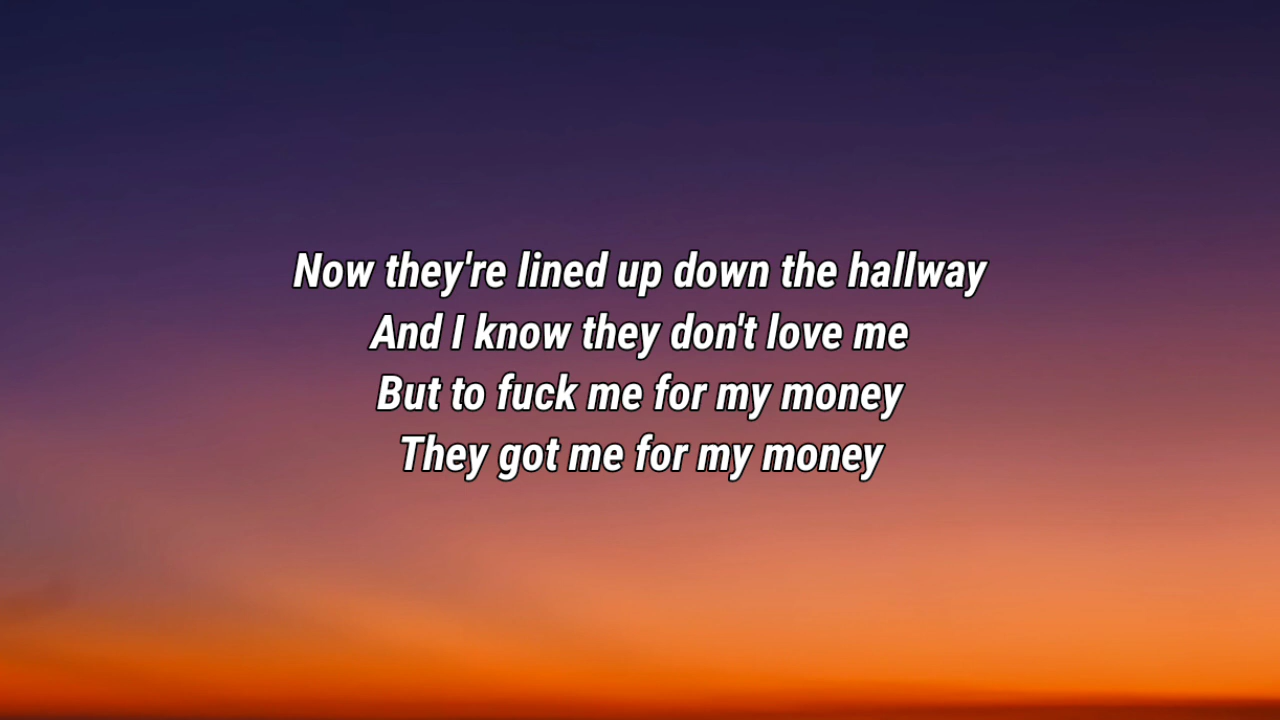 Now they're lined up down the hallway
And I know they don't love me
But to fuck me for my money
They got me for my money